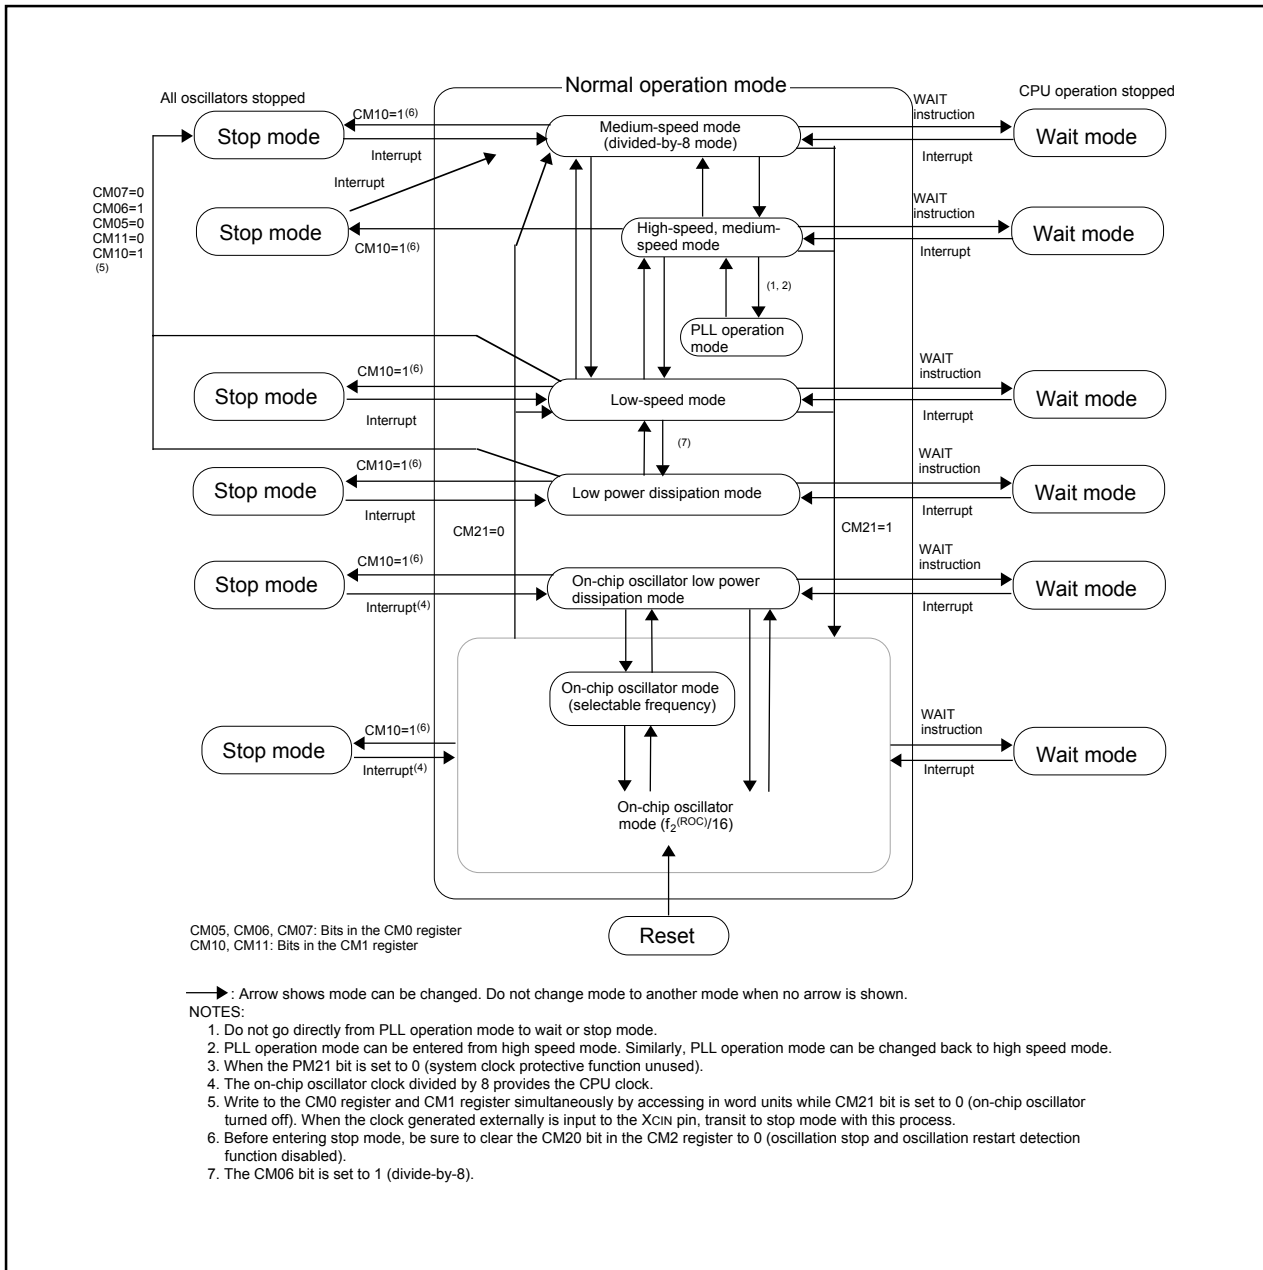 Normal operation mode
All oscillators stopped
CPU operation stopped
CM10=1(6)
WAIT
instruction
Stop mode
Medium-speed mode
(divided-by-8 mode)
Wait mode
Interrupt
Interrupt
Interrupt
CM07=0
CM06=1
CM05=0
CM11=0
CM10=1
(5)
WAIT
instruction
Stop mode
High-speed, medium-
speed mode
Wait mode
CM10=1(6)
Interrupt
(1, 2)
PLL operation
mode
WAIT
instruction
CM10=1(6)
Stop mode
Low-speed mode
Wait mode
Interrupt
Interrupt
(7)
WAIT
instruction
CM10=1(6)
Stop mode
Low power dissipation mode
Wait mode
Interrupt
Interrupt
CM21=0
CM21=1
WAIT
instruction
CM10=1(6)
Stop mode
On-chip oscillator low power
dissipation mode
Wait mode
Interrupt(4)
Interrupt
On-chip oscillator mode
(selectable frequency)
WAIT
instruction
CM10=1(6)
Stop mode
Wait mode
Interrupt(4)
Interrupt
On-chip oscillator
mode (f2(ROC)/16)
Reset
CM05, CM06, CM07: Bits in the CM0 register
CM10, CM11: Bits in the CM1 register
: Arrow shows mode can be changed. Do not change mode to another mode when no arrow is shown.
NOTES:
1. Do not go directly from PLL operation mode to wait or stop mode.
2. PLL operation mode can be entered from high speed mode. Similarly, PLL operation mode can be changed back to high speed mode.
3. When the PM21 bit is set to 0 (system clock protective function unused).
4. The on-chip oscillator clock divided by 8 provides the CPU clock.
5. Write to the CM0 register and CM1 register simultaneously by accessing in word units while CM21 bit is set to 0 (on-chip oscillator
turned off). When the clock generated externally is input to the XCIN pin, transit to stop mode with this process.
6. Before entering stop mode, be sure to clear the CM20 bit in the CM2 register to 0 (oscillation stop and oscillation restart detection
function disabled).
7. The CM06 bit is set to 1 (divide-by-8).